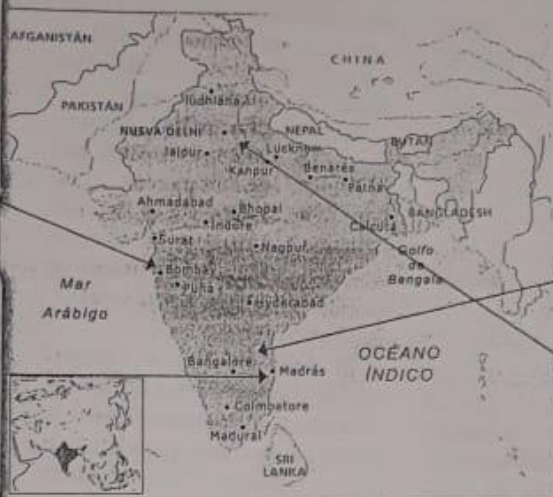 AFGANISTÁN
CHINA
PAKISTÁN
NUEVA DELHI
NEPAL
BUTÁN
Jaipur
Lucknow
Kanpur
Benarés
Patna
Ahmadabad
Bhopal
BANGLADESH
Indore
Calcuta
Surat
Nagpur
Golfo
de
Bengala
Bombay
Mar
Arábigo
Puna
Hyderabad
OCÉANO
ÍNDICO
Bangalore
Madrás
Coimbatore
Madurai
SRI
LANKA